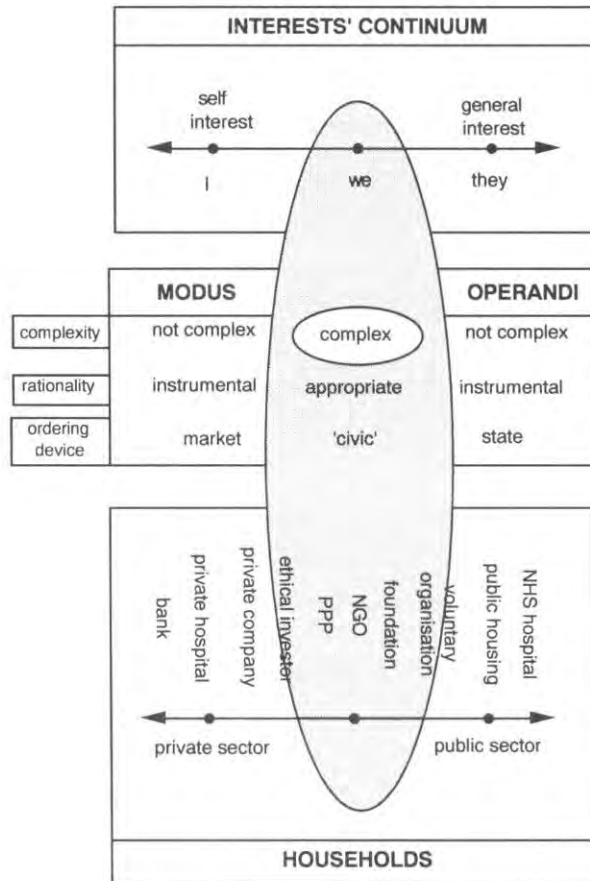 INTERESTS' CONTINUUM
self
interest
general
interest
I
we
they
MODUS
OPERANDI
complexity
not complex
complex
not complex
rationality
instrumental
appropriate
instrumental
ordering
device
market
'civic'
state
bank
private hospital
private company
ethical investor
PPP
NGO
foundation
organisation
voluntary
public housing
NHS hospital
private sector
public sector
HOUSEHOLDS